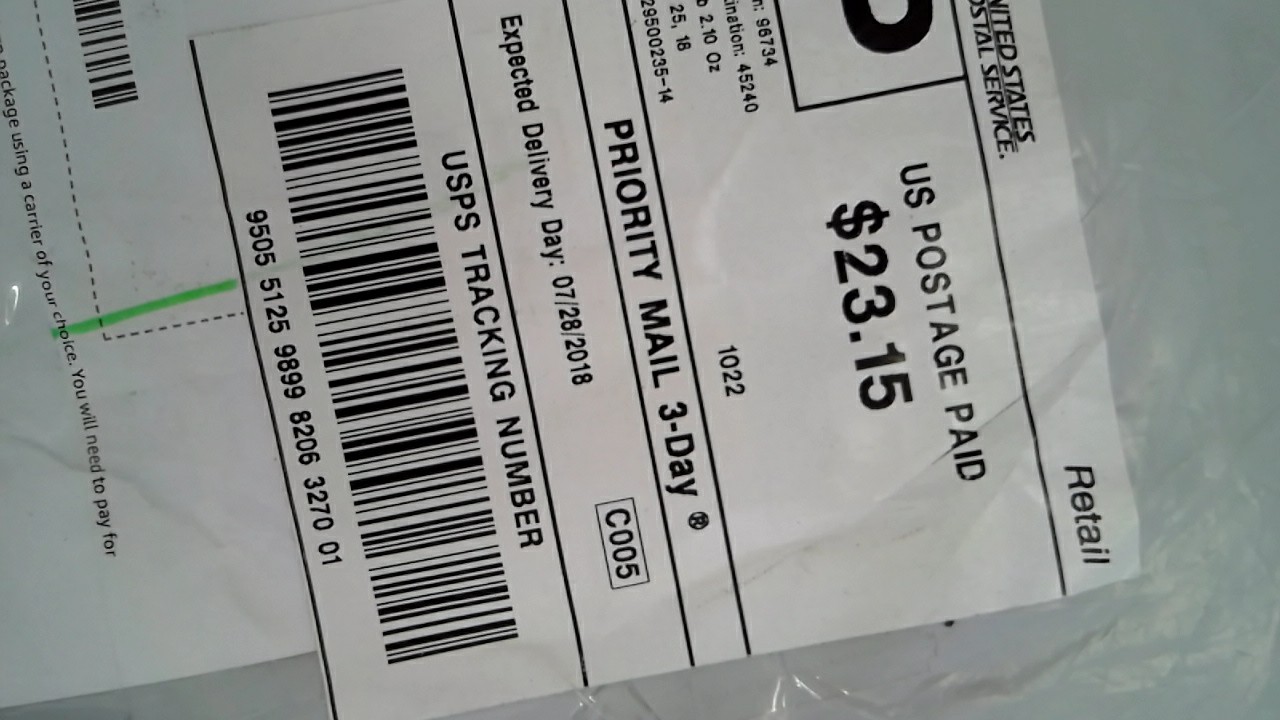 UNITED STATES
POSTAL SERVICE.
Retail
P
US POSTAGE PAID
$23.15
96734
45240
2.10 Oz
25, 18
29500235-14
1022
PRIORITY MAIL 3-Day ®
Expected Delivery Day: 07/28/2018
C005
USPS TRACKING NUMBER
9505 5125 9899 8206 3270 01
package using a carrier of your choice. You will need to pay for